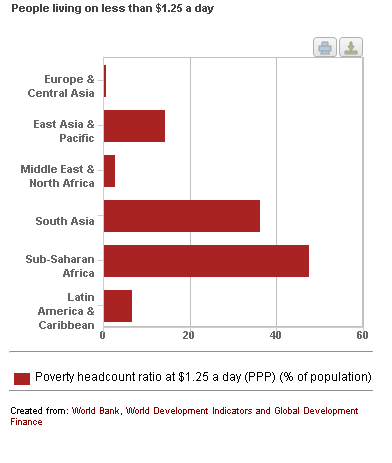 People living on less than $1.25 a day
Europe &
Central Asia
East Asia &
Pacific
Middle East &
North Africa
South Asia
Sub-Saharan
Africa
Latin
America &
Caribbean
0 20 40 60
Poverty headcount ratio at $1.25 a day (PPP) (% of population)
Created from: World Bank, World Development Indicators and Global Development
Finance